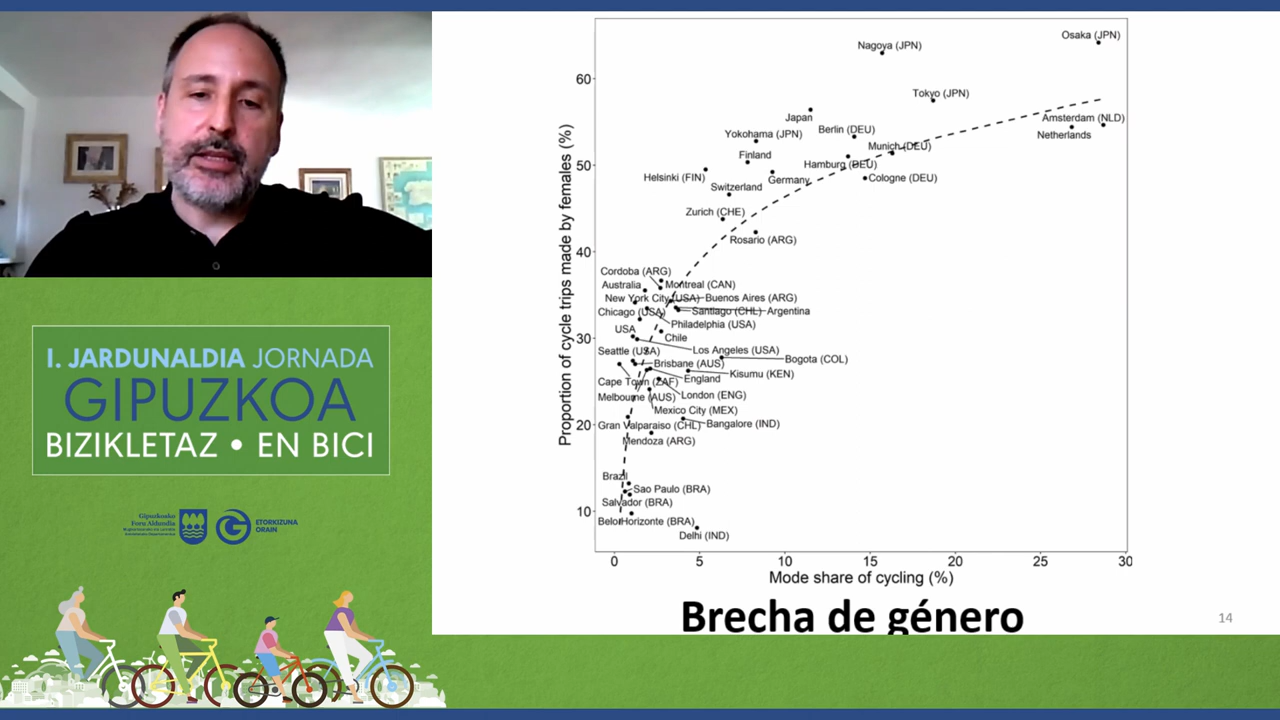 I. JARDUNALDIA JORNADA
GIPUZKOA
BIZIKLETAZ • EN BICI
Gipuzkoako
Foru Aldundia
ETORKIZUNA
ORAIN
Proportion of cycle trips made by females (%)
60
50
40
30
20
10
Osaka (JPN)
Nagoya (JPN)
Tokyo (JPN)
Japan
Amsterdam (NLD)
Berlin (DEU)
Yokohama (JPN)
Netherlands
Munich (DEU)
Finland
Hamburg (DEU)
Helsinki (FIN)
Germany
Cologne (DEU)
Switzerland
Zurich (CHE)
Rosario (ARG)
Cordoba (ARG)
Australia
Montreal (CAN)
New York City (USA)
Buenos Aires (ARG)
Chicago (USA)
Santiago (CHL)
Argentina
Philadelphia (USA)
USA
Chile
Seattle (USA)
Los Angeles (USA)
Bogota (COL)
Brisbane (AUS)
Kisumu (KEN)
Cape Town (ZAF)
England
Melbourne (AUS)
London (ENG)
Mexico City (MEX)
Gran Valparaiso (CHL)
Bangalore (IND)
Mendoza (ARG)
Brazil
Sao Paulo (BRA)
Salvador (BRA)
Belo Horizonte (BRA)
Delhi (IND)
0 5 10 15 20 25 30
Mode share of cycling (%)
Brecha de género
14